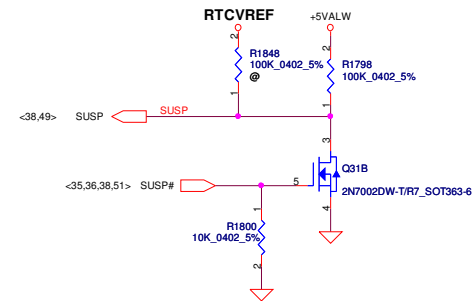 RTCVREF
+5VALW
2
2
R1848
100K_0402_5%
@
R1798
100K_0402_5%
1
1
<38,49> SUSP
SUSP
3
Q31B
2N7002DW-T/R7_SOT363-6
<35,36,38,51> SUSP#
5
4
1
R1800
10K_0402_5%
2